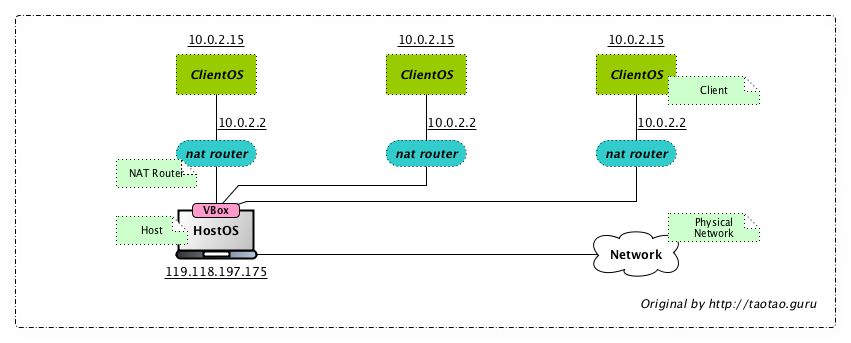 10.0.2.15 10.0.2.15 10.0.2.15
ClientOS ClientOS ClientOS
Client
10.0.2.2 10.0.2.2 10.0.2.2
nat router nat router nat router
NAT Router
VBox
Host
HostOS
Physical
Network
Network
119.118.197.175
Original by http://taotao.guru